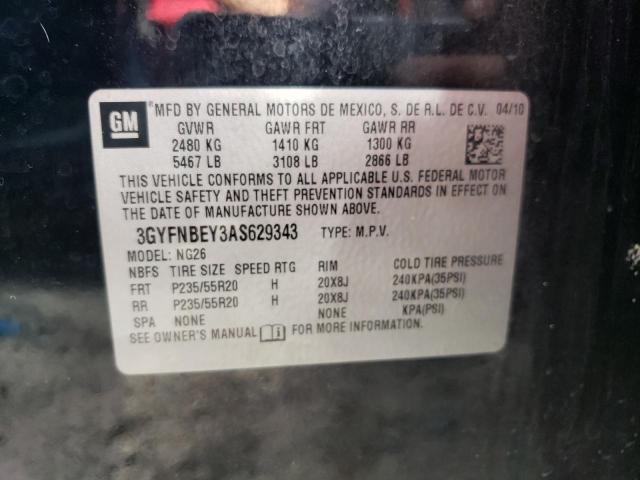 GM
®MFD BY GENERAL MOTORS DE MEXICO, S. DE R.L. DE C.V. 04/10
GVWR GAWR FRT GAWR RR
2480 KG 1410 KG 1300 KG
5467 LB 3108 LB 2866 LB
THIS VEHICLE CONFORMS TO ALL APPLICABLE U.S. FEDERAL MOTOR
VEHICLE SAFETY AND THEFT PREVENTION STANDARDS IN EFFECT ON
THE DATE OF MANUFACTURE SHOWN ABOVE.
3GYFNBEY3AS629343 TYPE: M.P.V.
MODEL: NG26
NBFS TIRE SIZE SPEED RTG RIM COLD TIRE PRESSURE
FRT P235/55R20 H 20X8J 240KPA(35PSI)
RR P235/55R20 H 20X8J 240KPA(35PSI)
SPA NONE NONE KPA(PSI)
SEE OWNER'S MANUAL FOR MORE INFORMATION.